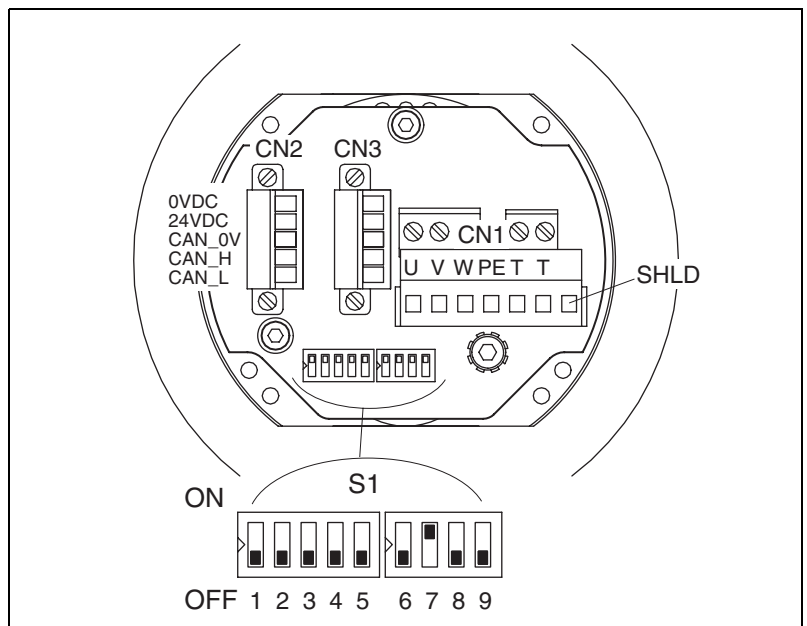 CN2 CN3
0VDC
24VDC
CAN_0V
CAN_H
CAN_L
CN1
U V W PE T T
SHLD
S1
ON
OFF 1 2 3 4 5 6 7 8 9